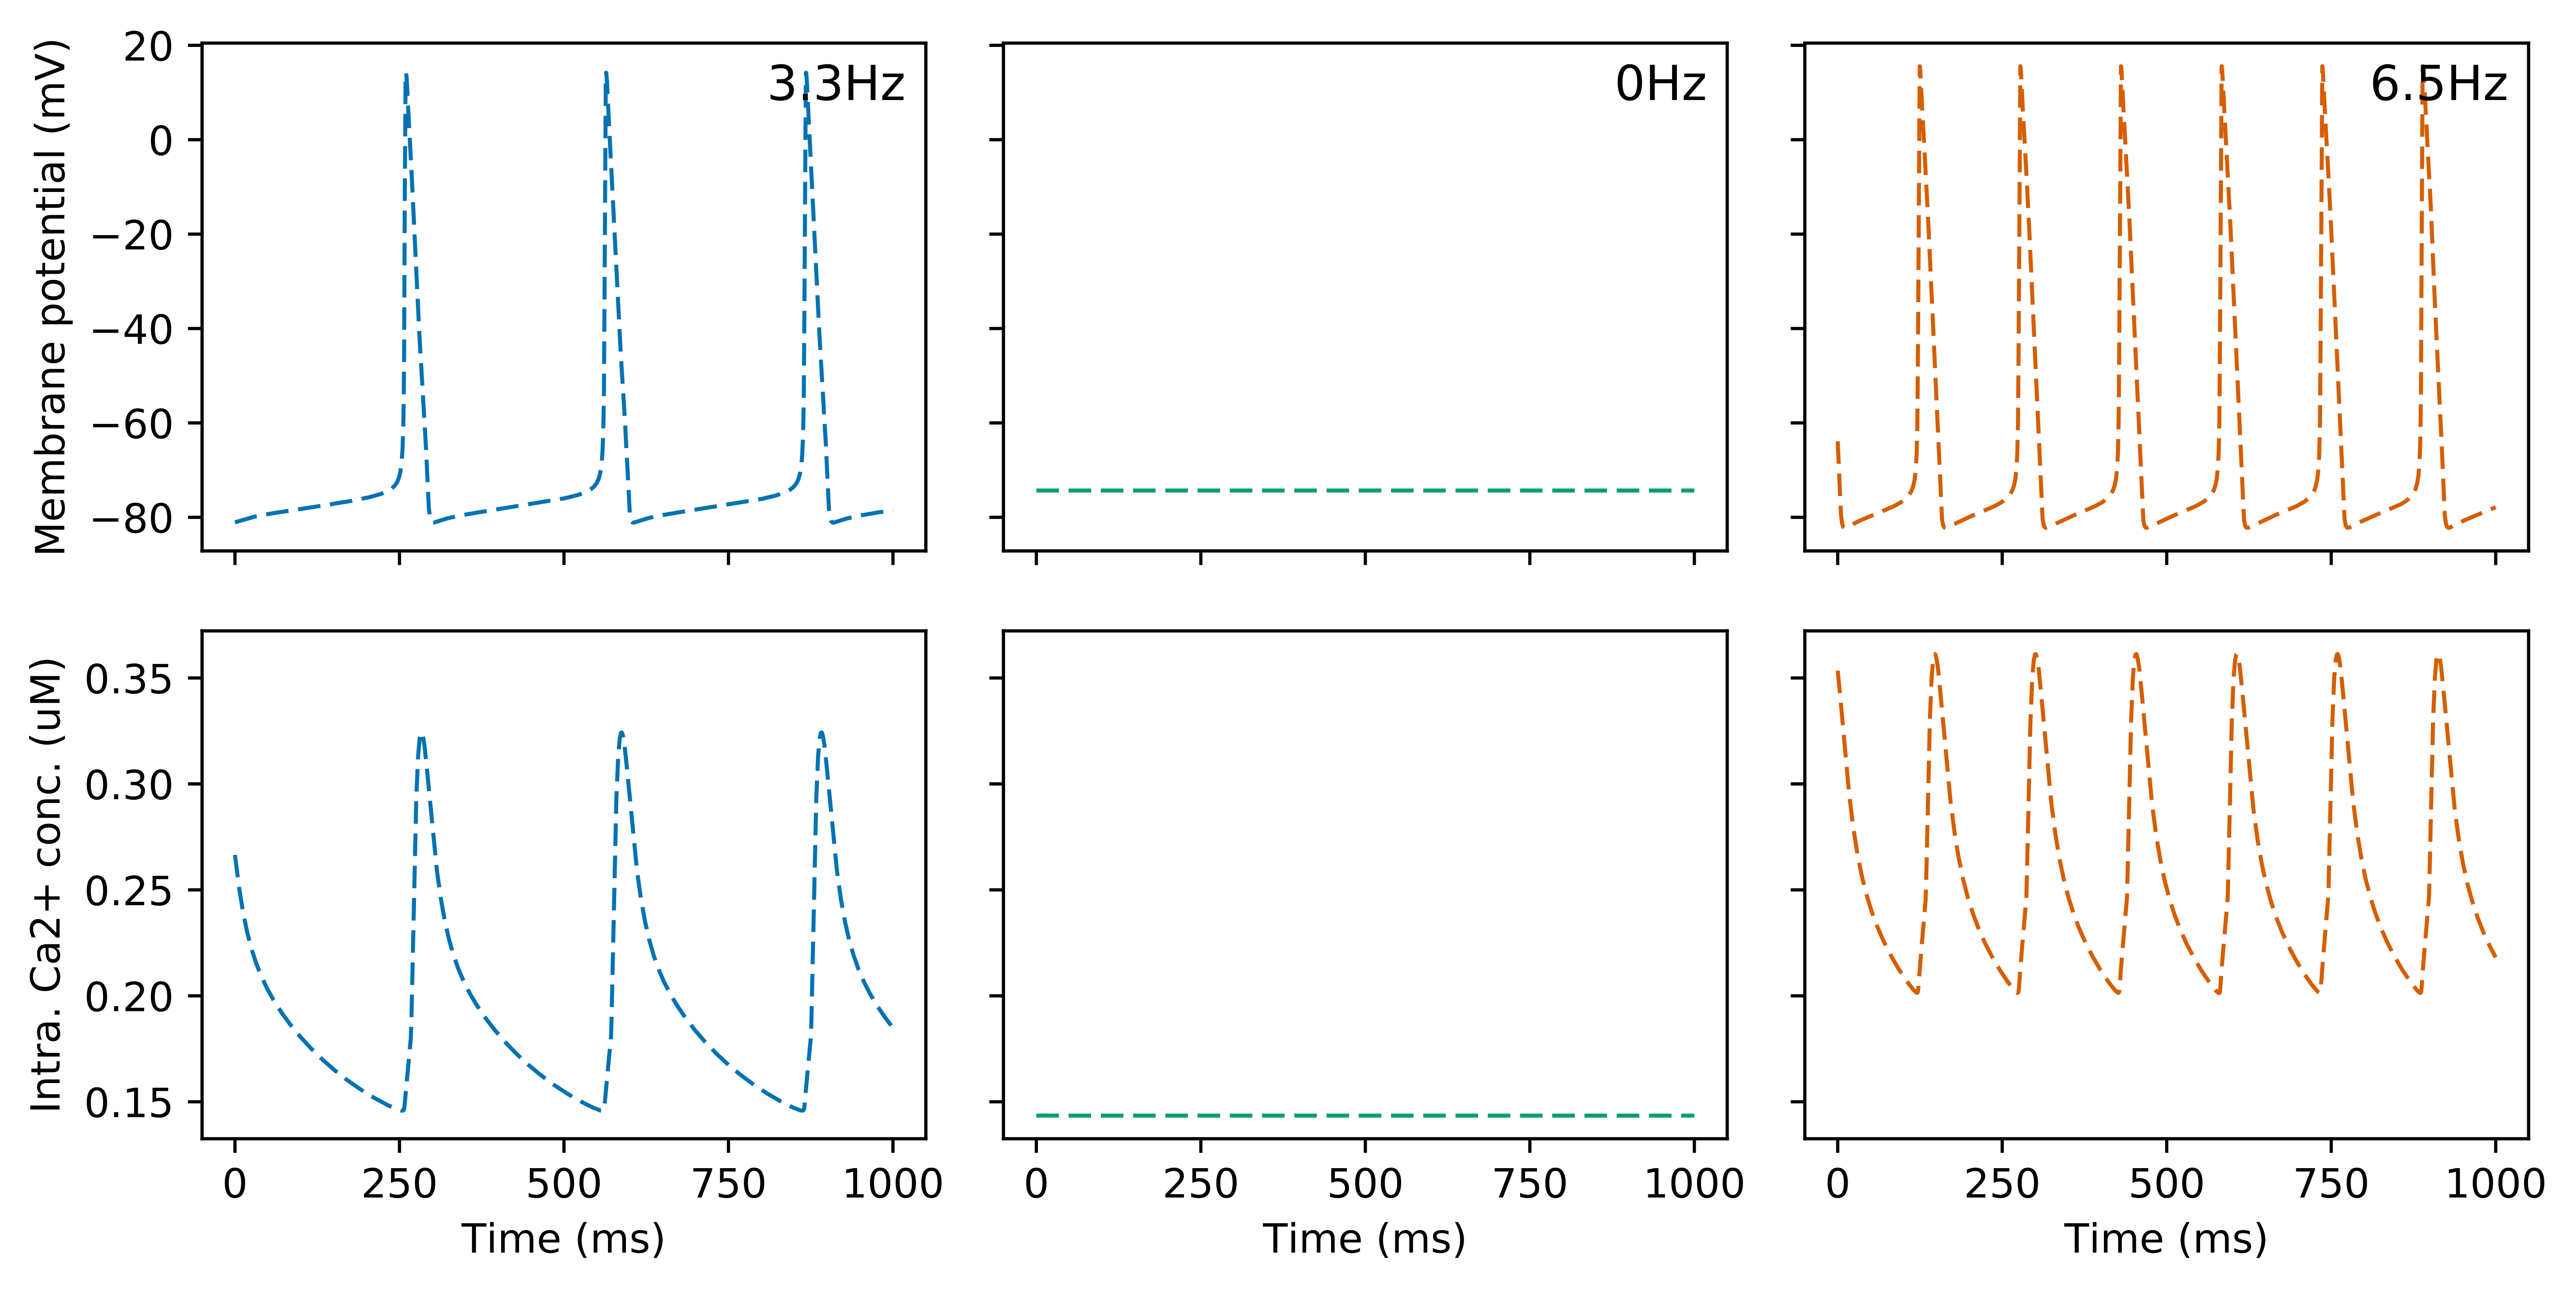 Membrane potential (mV)
20
0
−20
−40
−60
−80
3.3Hz
0Hz
6.5Hz
Intra. Ca2+ conc. (uM)
0.35
0.30
0.25
0.20
0.15
0 250 500 750 1000
0 250 500 750 1000
0 250 500 750 1000
Time (ms)
Time (ms)
Time (ms)